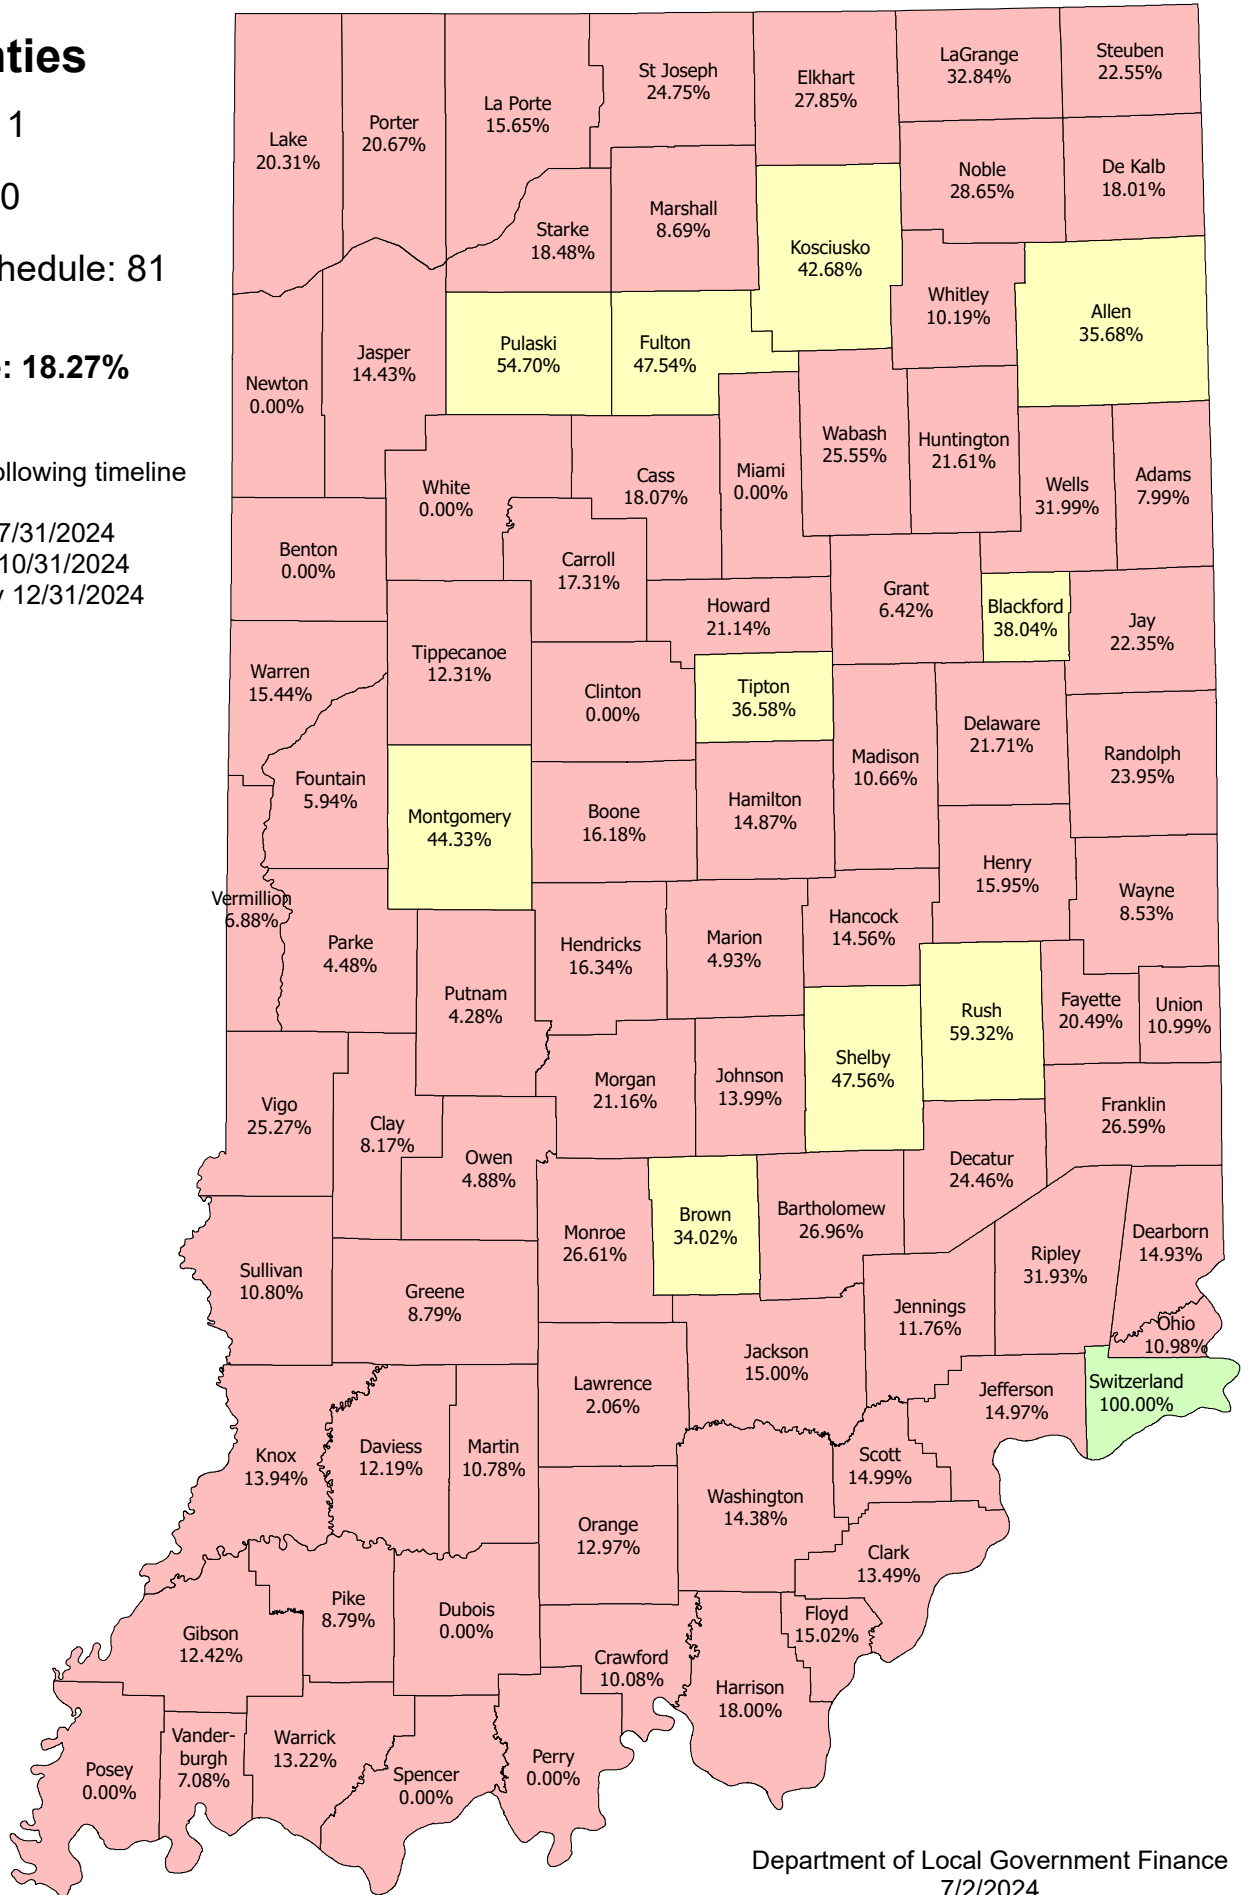 nties
1
0
hedule: 81
e: 18.27%
ollowing timeline
7/31/2024
10/31/2024
y 12/31/2024
Lake
20.31%
Porter
20.67%
La Porte
15.65%
St Joseph
24.75%
Elkhart
27.85%
LaGrange
32.84%
Steuben
22.55%
Starke
18.48%
Marshall
8.69%
Kosciusko
42.68%
Noble
28.65%
De Kalb
18.01%
Whitley
10.19%
Allen
35.68%
Newton
0.00%
Jasper
14.43%
Pulaski
54.70%
Fulton
47.54%
Wabash
25.55%
Huntington
21.61%
Wells
31.99%
Adams
7.99%
White
0.00%
Cass
18.07%
Miami
0.00%
Benton
0.00%
Carroll
17.31%
Howard
21.14%
Grant
6.42%
Blackford
38.04%
Jay
22.35%
Warren
15.44%
Tippecanoe
12.31%
Clinton
0.00%
Tipton
36.58%
Madison
10.66%
Delaware
21.71%
Randolph
23.95%
Fountain
5.94%
Montgomery
44.33%
Boone
16.18%
Hamilton
14.87%
Henry
15.95%
Wayne
8.53%
Vermillion
6.88%
Parke
4.48%
Putnam
4.28%
Hendricks
16.34%
Marion
4.93%
Hancock
14.56%
Rush
59.32%
Fayette
20.49%
Union
10.99%
Shelby
47.56%
Vigo
25.27%
Clay
8.17%
Owen
4.88%
Morgan
21.16%
Johnson
13.99%
Franklin
26.59%
Decatur
24.46%
Monroe
26.61%
Brown
34.02%
Bartholomew
26.96%
Sullivan
10.80%
Greene
8.79%
Jennings
11.76%
Ripley
31.93%
Dearborn
14.93%
Ohio
10.98%
Lawrence
2.06%
Jackson
15.00%
Jefferson
14.97%
Switzerland
100.00%
Knox
13.94%
Daviess
12.19%
Martin
10.78%
Scott
14.99%
Washington
14.38%
Orange
12.97%
Clark
13.49%
Gibson
12.42%
Pike
8.79%
Dubois
0.00%
Crawford
10.08%
Floyd
15.02%
Harrison
18.00%
Posey
0.00%
Vander-
burgh
7.08%
Warrick
13.22%
Spencer
0.00%
Perry
0.00%
Department of Local Government Finance
7/2/2024